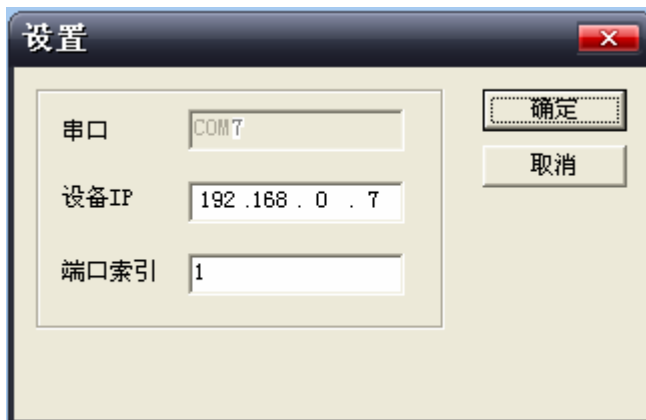 设置
串口 COM7
确定
设备IP 192 .168 . 0 . 7
取消
端口索引 1